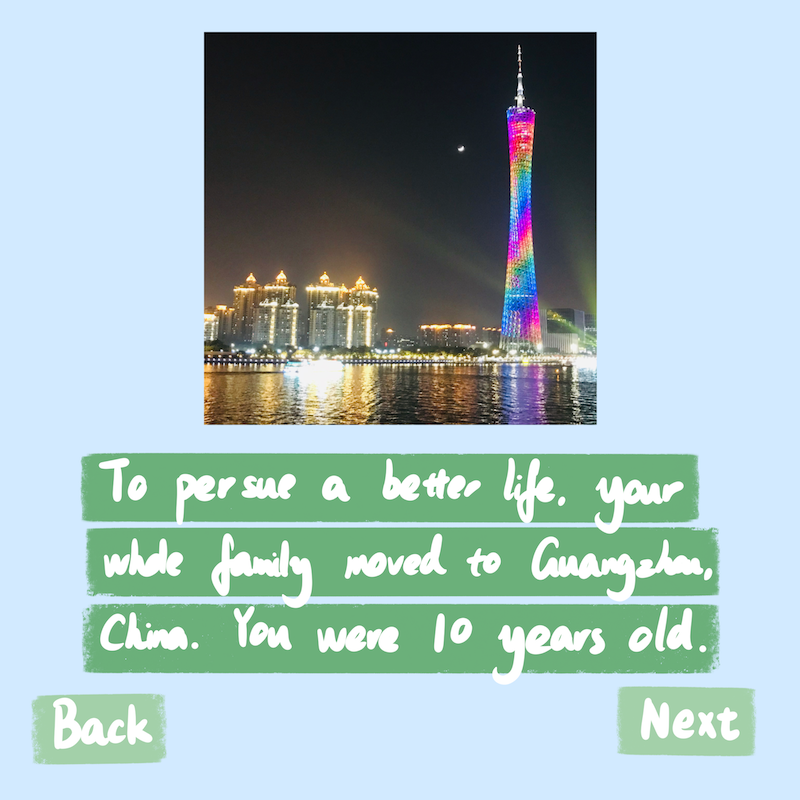 To persue a better life, your
whole family moved to Guangzhou,
China. You were 10 years old.
Back
Next